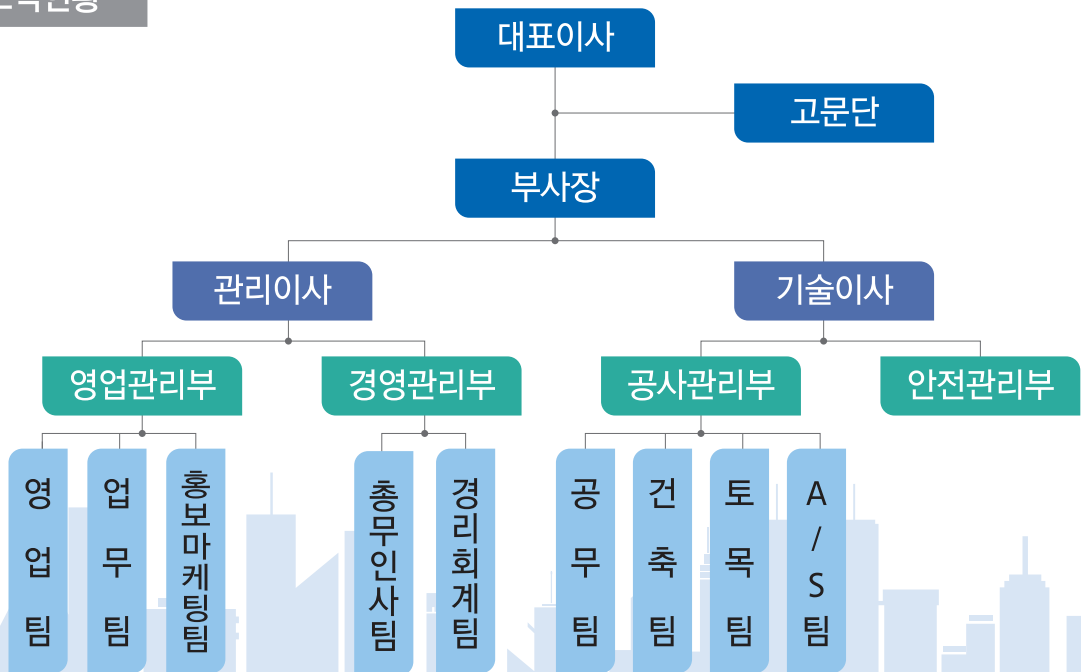 대표이사
고문단
부사장
관리이사
기술이사
영업관리부
경영관리부
공사관리부
안전관리부
영업팀
업무팀
홍보마케팅팀
총무인사팀
경리회계팀
공무팀
건축팀
토목팀
A/S팀